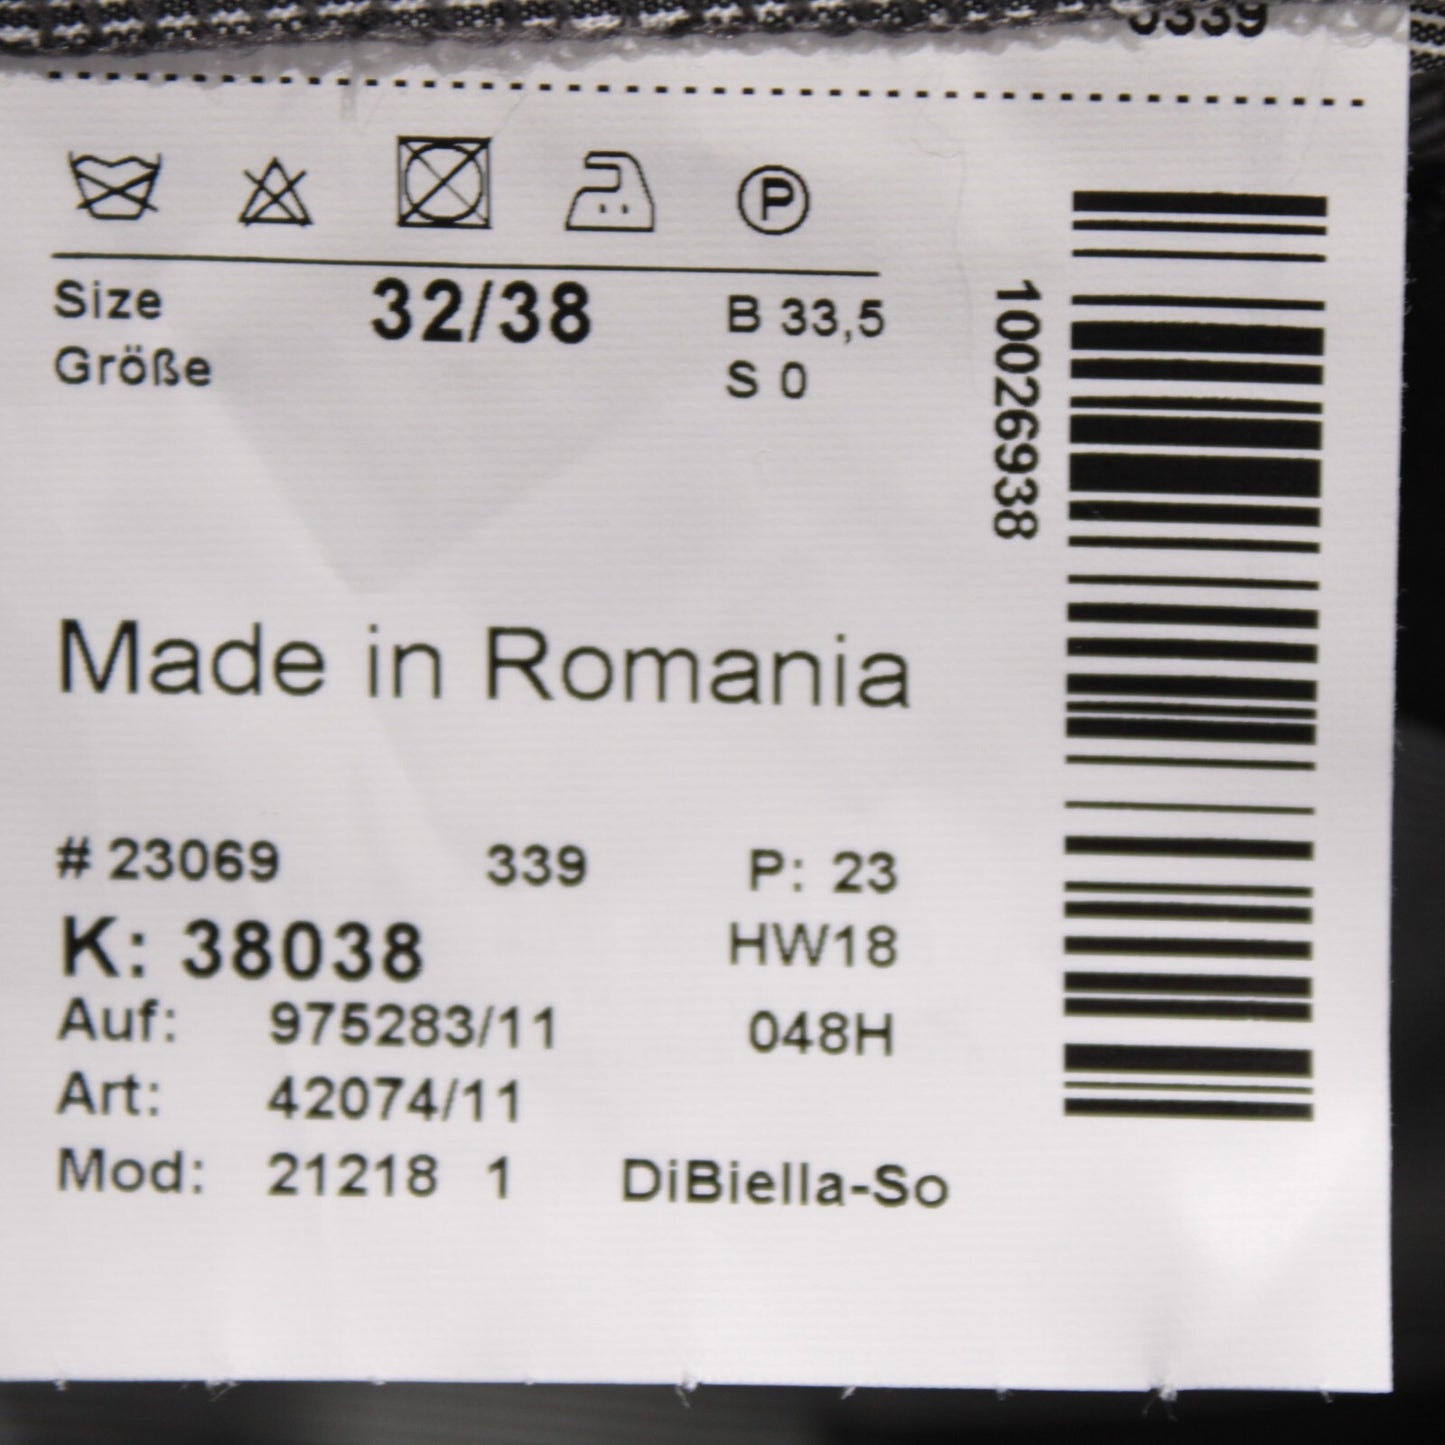 Size 32/38 B 33,5
Größe S 0
10026938
Made in Romania
# 23069 339 P: 23
K: 38038 HW18
Auf: 975283/11 048H
Art: 42074/11
Mod: 21218 1 DiBiella-So
P